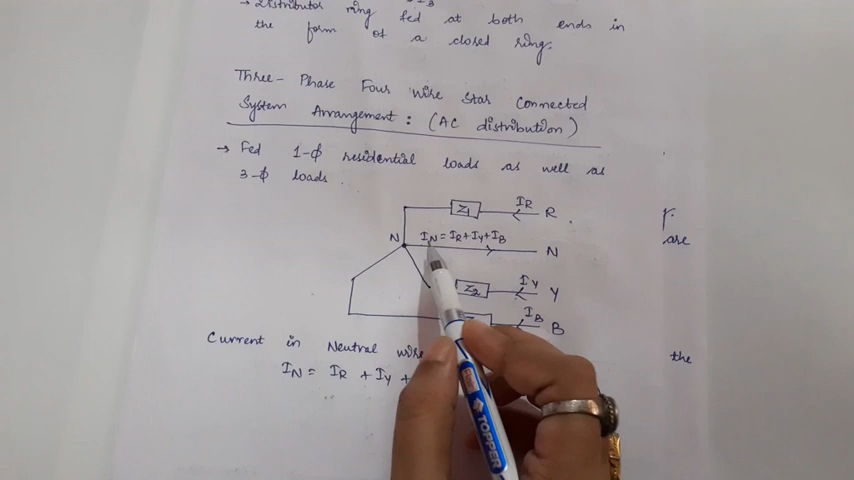 → Distributor ring fed at both ends in
the form of a closed ring.
Three-Phase Four Wire Star Connected
System Arrangement : (AC distribution)
→ Fed 1-ϕ residential loads as well as
3-ϕ loads.
Z1 IR R
N IN = IR + IY + IB N
Z2 IY Y
IB B
are
Current in Neutral wire the
IN = IR + IY +
TOPPER